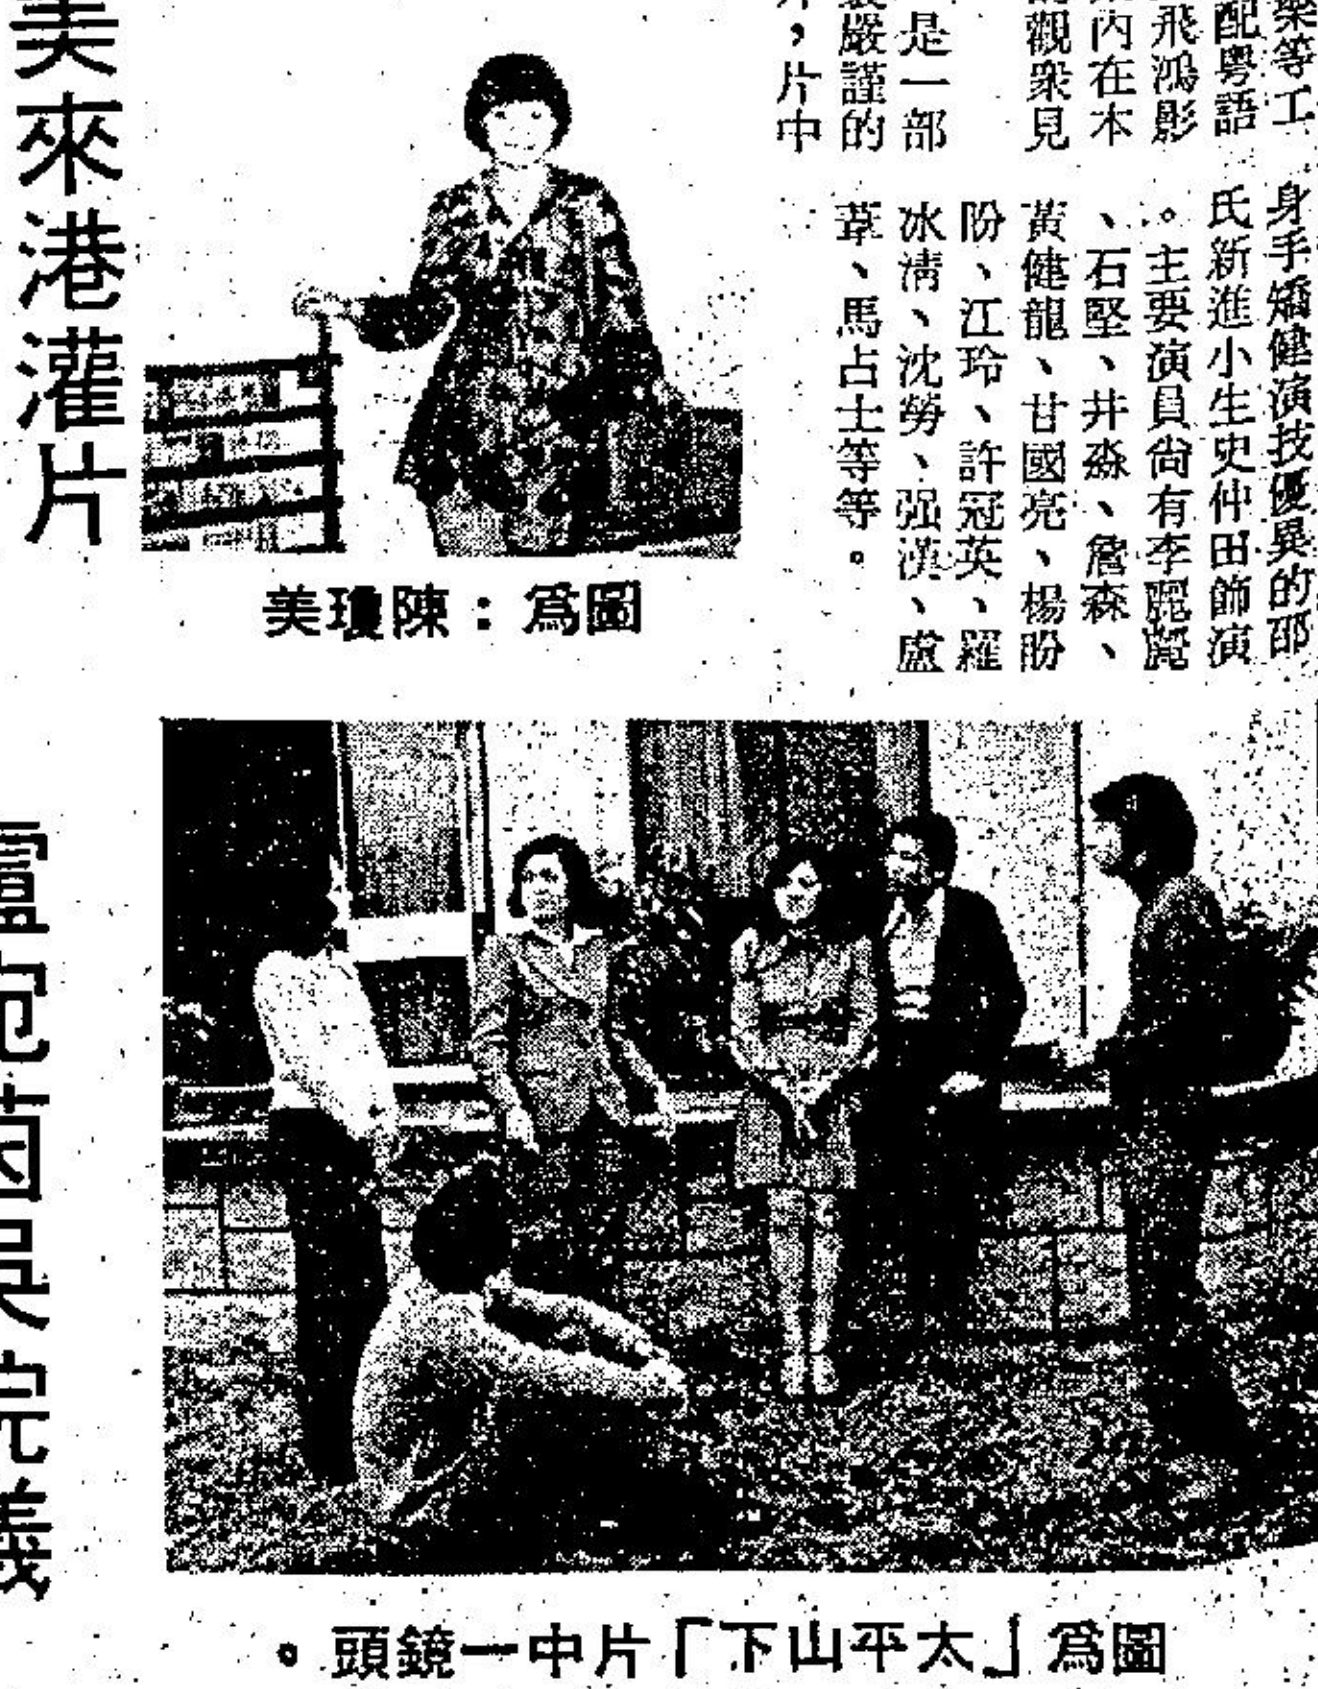 樂等工
配粵語
飛鴻影
內在本
觀衆見
是一部
嚴謹的
，片中
身手矯健演技優異的邵
氏新進小生史仲田飾演
。主要演員尙有李麗麗
、石堅、井淼、詹森、
黃健龍、甘國亮、楊盼
盼、江玲、許冠英、羅
冰淸、沈勞、强漢、盧
葦、馬占士等等。
美來港灌片
圖爲：陳瓊美
圖爲「太平山下」片中一鏡頭。